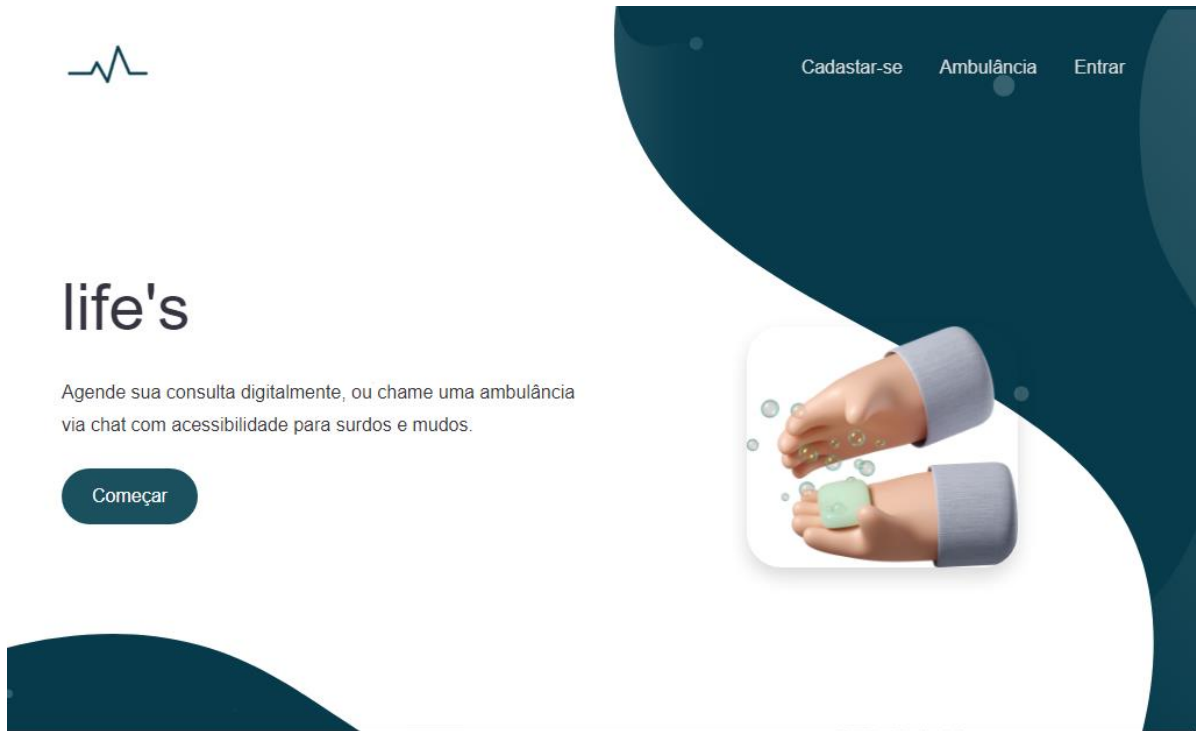 Cadastar-se Ambulância Entrar
life's
Agende sua consulta digitalmente, ou chame uma ambulância
via chat com acessibilidade para surdos e mudos.
Começar